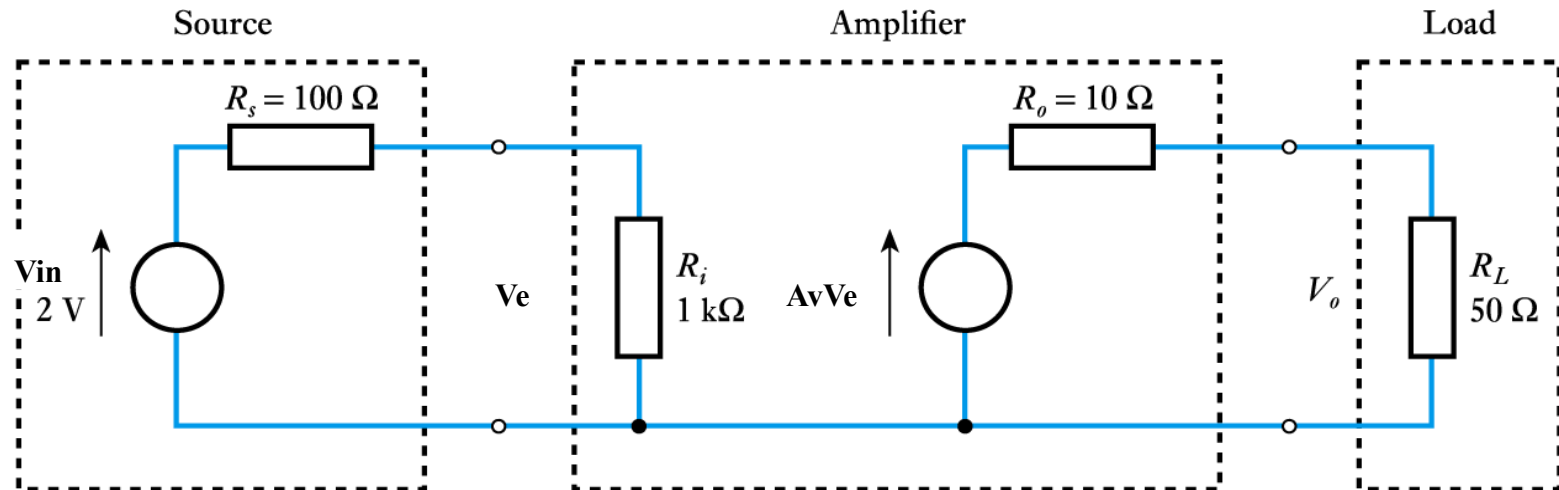 Source
Amplifier
Load
Rs = 100 Ω
Ro = 10 Ω
Vin
2 V
Ve
Ri
1 kΩ
AvVe
Vo
RL
50 Ω